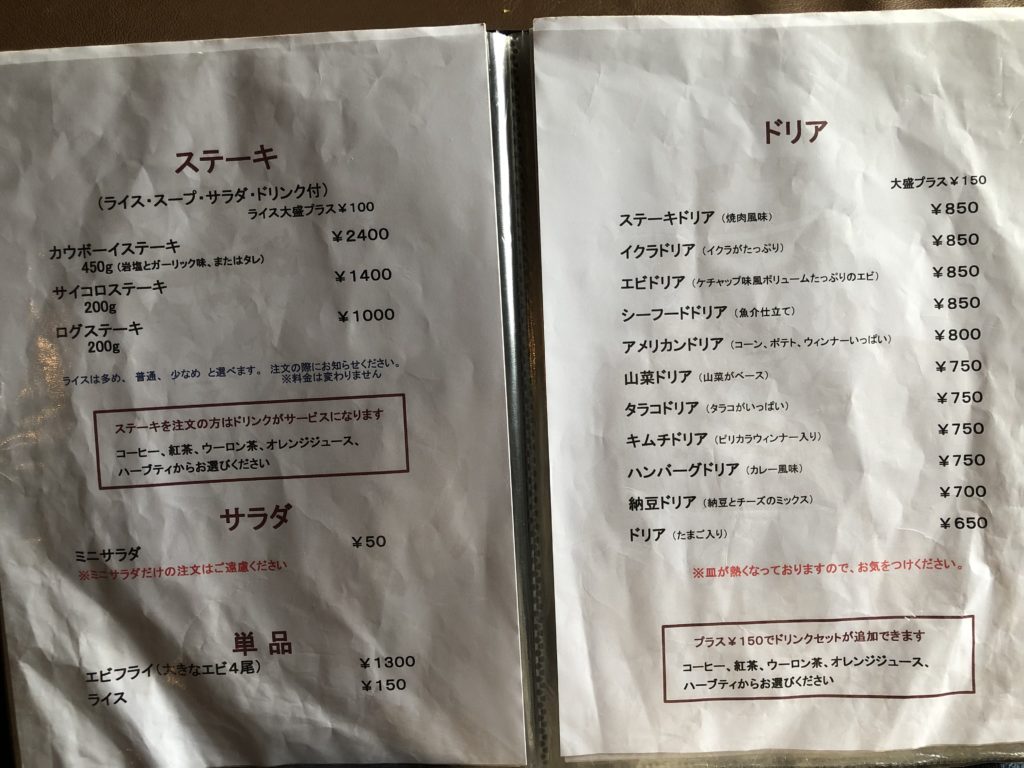 ステーキ
（ライス・スープ・サラダ・ドリンク付）
ライス大盛プラス￥100
カウボーイステーキ ￥2400
450g（岩塩とガーリック味、またはタレ）
サイコロステーキ ￥1400
200g
ログステーキ ￥1000
200g
ライスは多め、 普通、 少なめ と選べます。 注文の際にお知らせください。
※料金は変わりません
ステーキを注文の方はドリンクがサービスになります
コーヒー、紅茶、ウーロン茶、オレンジジュース、
ハーブティからお選びください
サラダ
ミニサラダ ￥50
※ミニサラダだけの注文はご遠慮ください
単 品
エビフライ（大きなエビ４尾） ￥1300
ライス ￥150
ドリア
大盛プラス￥150
ステーキドリア（焼肉風味） ￥850
イクラドリア（イクラがたっぷり） ￥850
エビドリア（ケチャップ味風ボリュームたっぷりのエビ） ￥850
シーフードドリア（魚介仕立て） ￥850
アメリカンドリア（コーン、ポテト、ウィンナーいっぱい） ￥800
山菜ドリア（山菜がベース） ￥750
タラコドリア（タラコがいっぱい） ￥750
キムチドリア（ピリカラウィンナー入り） ￥750
ハンバーグドリア（カレー風味） ￥750
納豆ドリア（納豆とチーズのミックス） ￥700
ドリア（たまご入り） ￥650
※皿が熱くなっておりますので、お気をつけください。
プラス￥150でドリンクセットが追加できます
コーヒー、紅茶、ウーロン茶、オレンジジュース、
ハーブティからお選びください